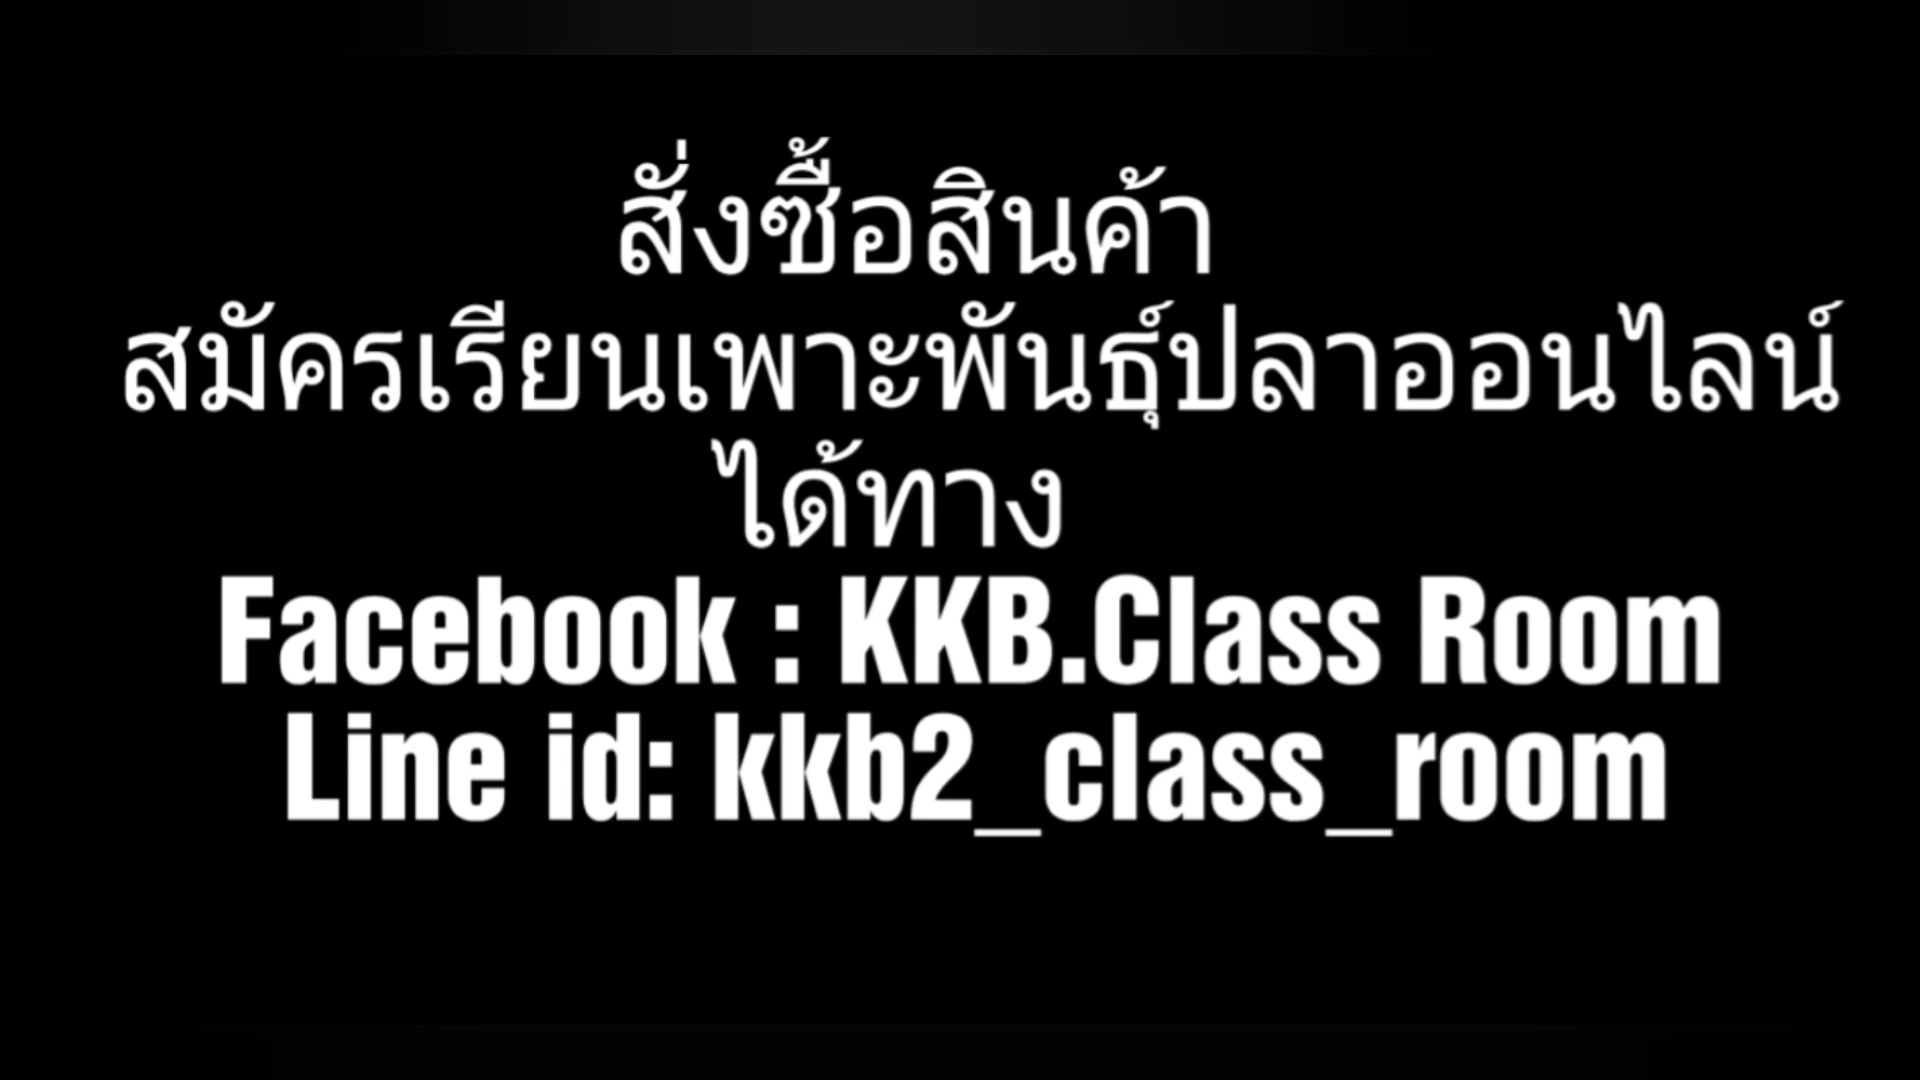 สั่งซื้อสินค้า
สมัครเรียนเพาะพันธุ์ปลาออนไลน์
ได้ทาง
Facebook : KKB.Class Room
Line id: kkb2_class_room